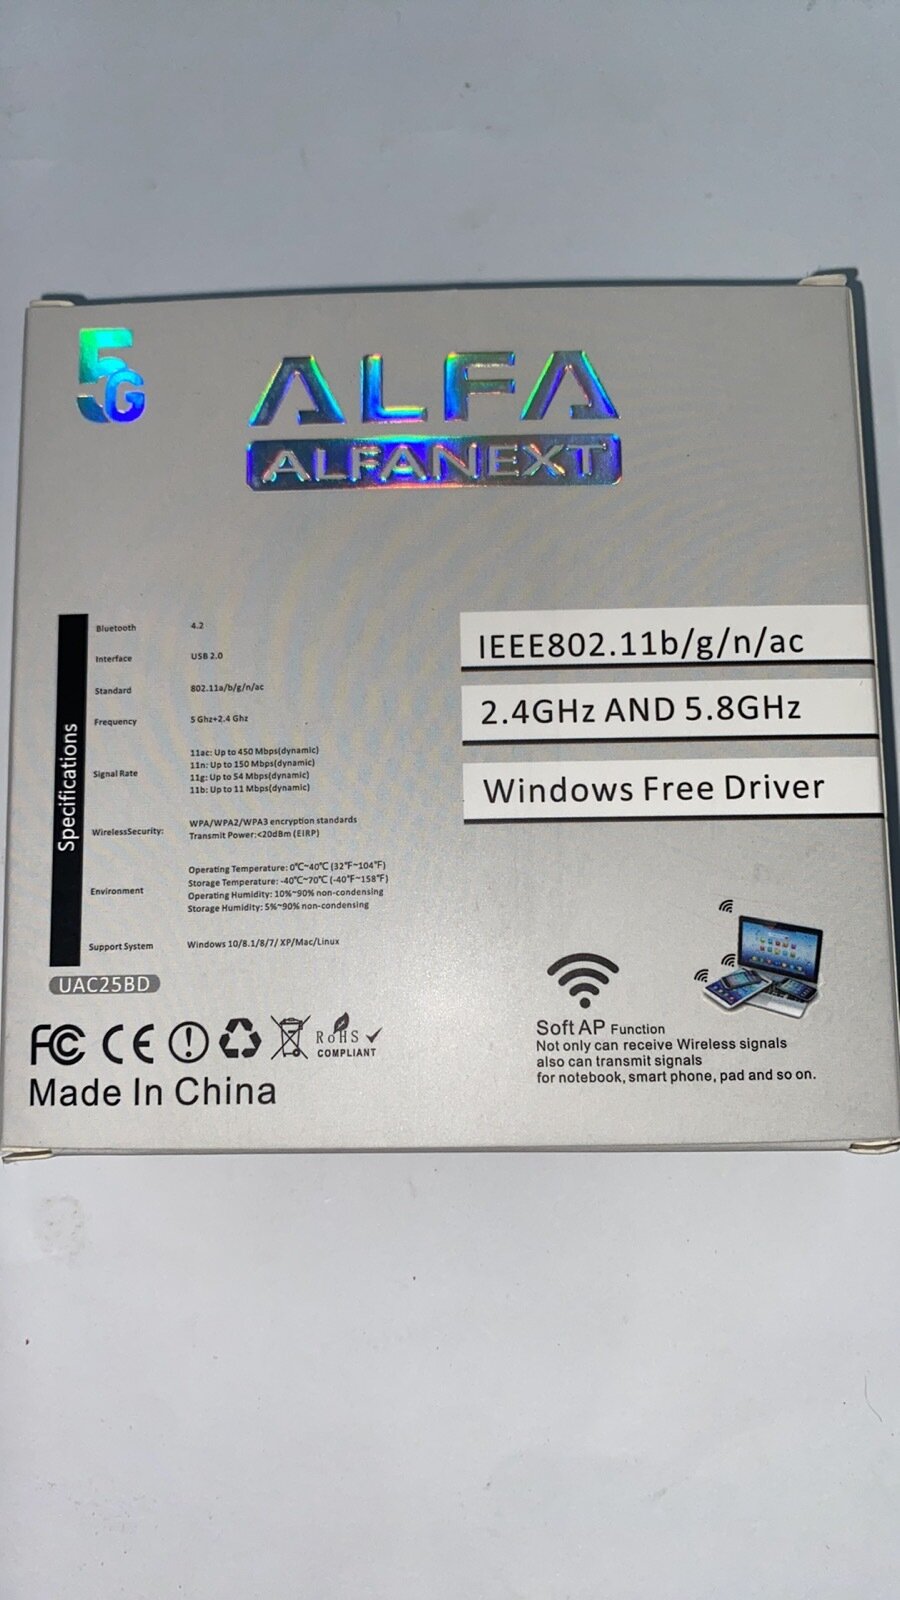 5G
ALFA
ALFANEXT
Specifications
Bluetooth 4.2
Interface USB 2.0
Standard 802.11a/b/g/n/ac
Frequency 5 Ghz+2.4 Ghz
Signal Rate
11ac: Up to 450 Mbps(dynamic)
11n: Up to 150 Mbps(dynamic)
11g: Up to 54 Mbps(dynamic)
11b: Up to 11 Mbps(dynamic)
WirelessSecurity:
WPA/WPA2/WPA3 encryption standards
Transmit Power:<20dBm (EIRP)
Environment
Operating Temperature: 0℃~40℃ (32℉~104℉)
Storage Temperature: -40℃~70℃ (-40℉~158℉)
Operating Humidity: 10%~90% non-condensing
Storage Humidity: 5%~90% non-condensing
Support System Windows 10/8.1/8/7/ XP/Mac/Linux
UAC25BD
IEEE802.11b/g/n/ac
2.4GHz AND 5.8GHz
Windows Free Driver
FC CE RoHS
COMPLIANT
Made In China
Soft AP Function
Not only can receive Wireless signals
also can transmit signals
for notebook, smart phone, pad and so on.